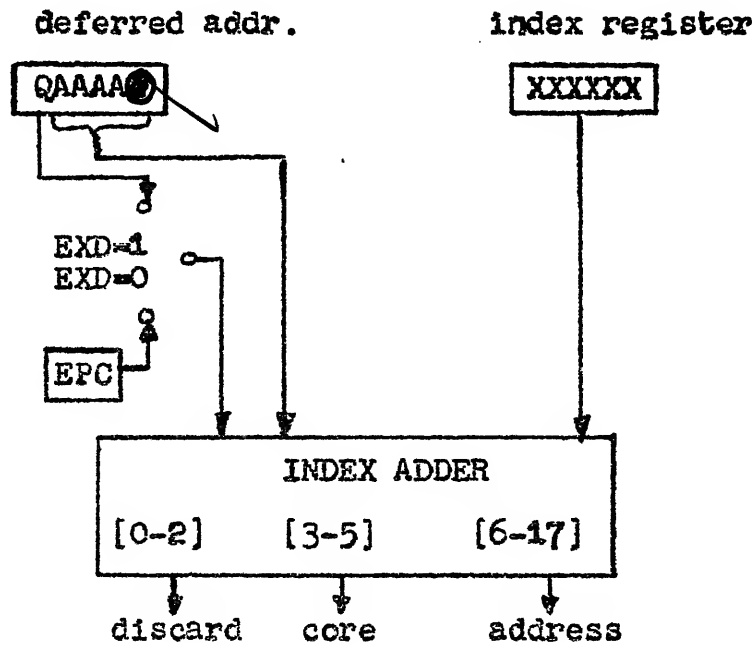 deferred addr.
index register
QAAAA
XXXXXX
EXD=1
EXD=0
EPC
INDEX ADDER
[0-2] [3-5] [6-17]
discard core address